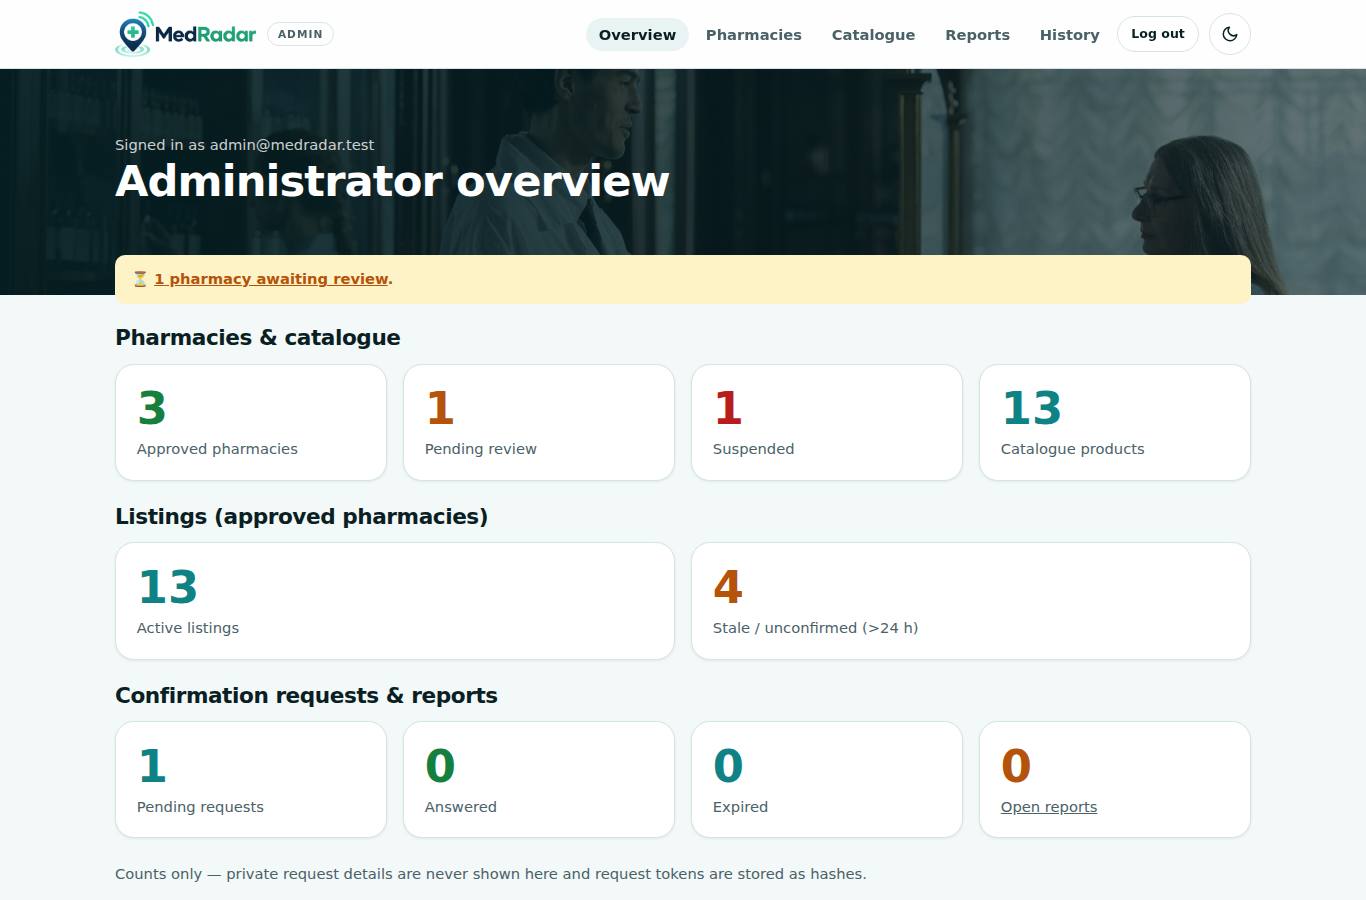 MedRadar ADMIN Overview Pharmacies Catalogue Reports History Log out
Signed in as admin@medradar.test
Administrator overview
⏳ 1 pharmacy awaiting review.
Pharmacies & catalogue
3 1 1 13
Approved pharmacies Pending review Suspended Catalogue products
Listings (approved pharmacies)
13 4
Active listings Stale / unconfirmed (>24 h)
Confirmation requests & reports
1 0 0 0
Pending requests Answered Expired Open reports
Counts only — private request details are never shown here and request tokens are stored as hashes.